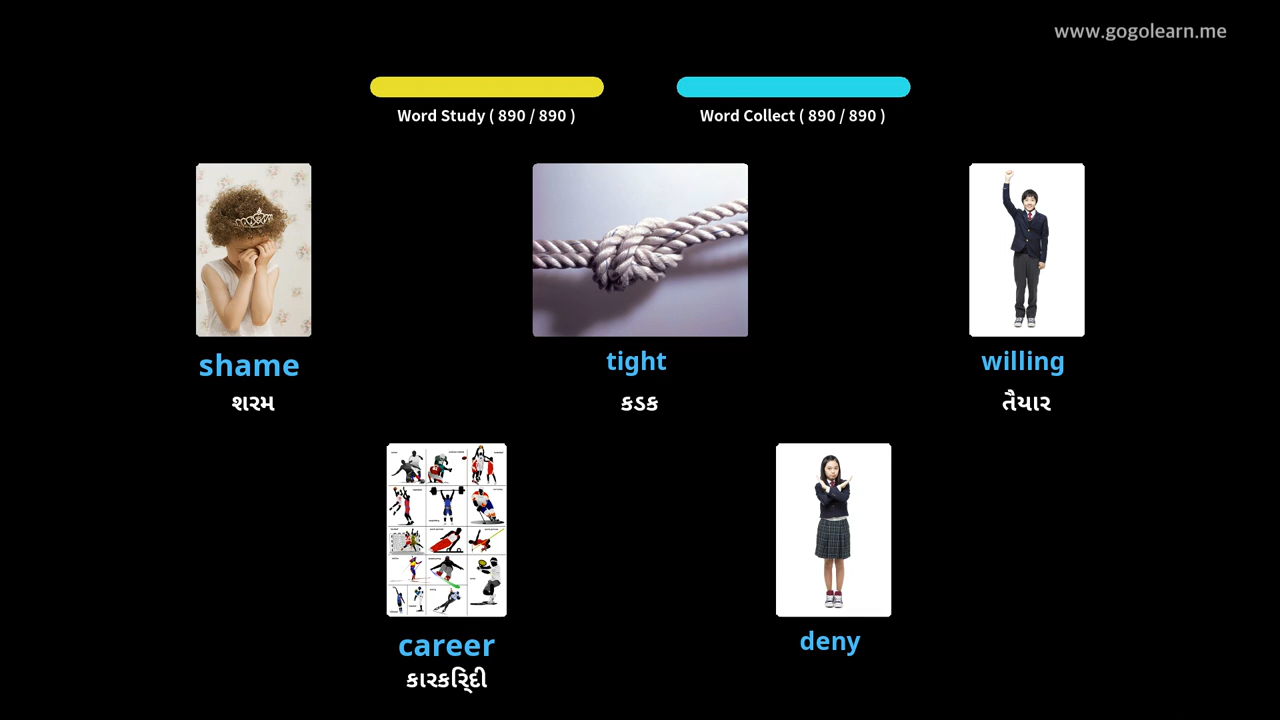 www.gogolearn.me
Word Study ( 890 / 890 )
Word Collect ( 890 / 890 )
shame
tight
willing
શરમ
કડક
તૈયાર
career
deny
કારકિર્દી